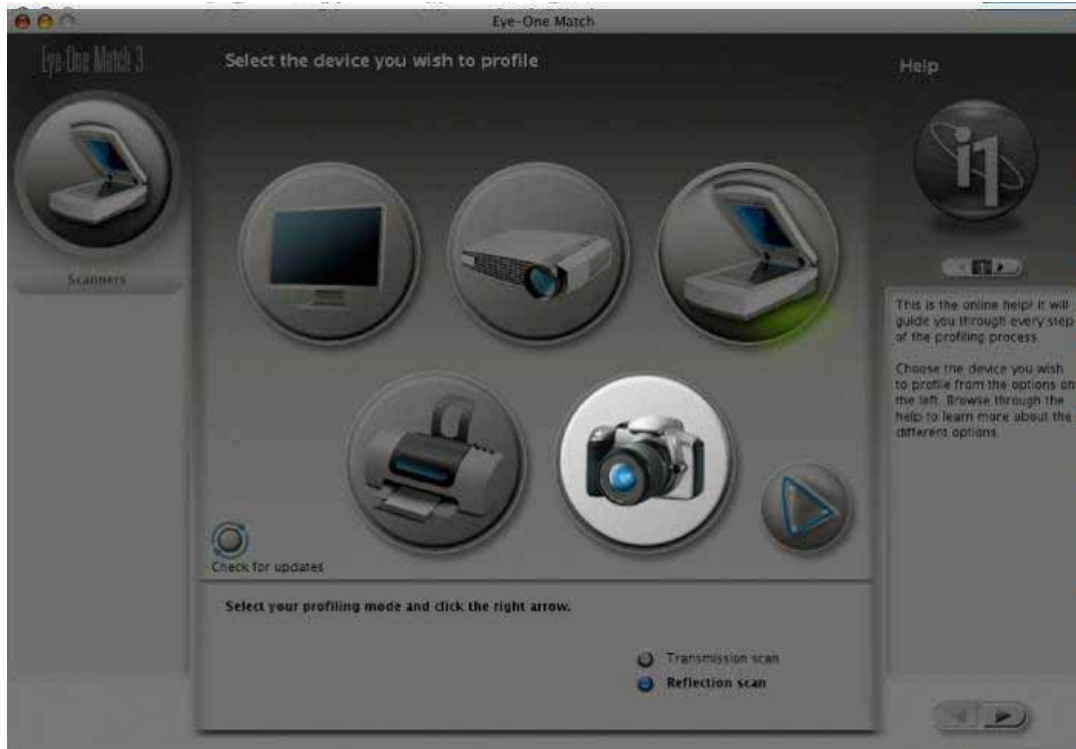 Eye-One Match
Eye-One Match 3
Select the device you wish to profile
Help
Scanners
i1
1
This is the online help! It will
guide you through every step
of the profiling process.
Choose the device you wish
to profile from the options on
the left. Browse through the
help to learn more about the
different options.
Check for updates
Select your profiling mode and click the right arrow.
Transmission scan
Reflection scan